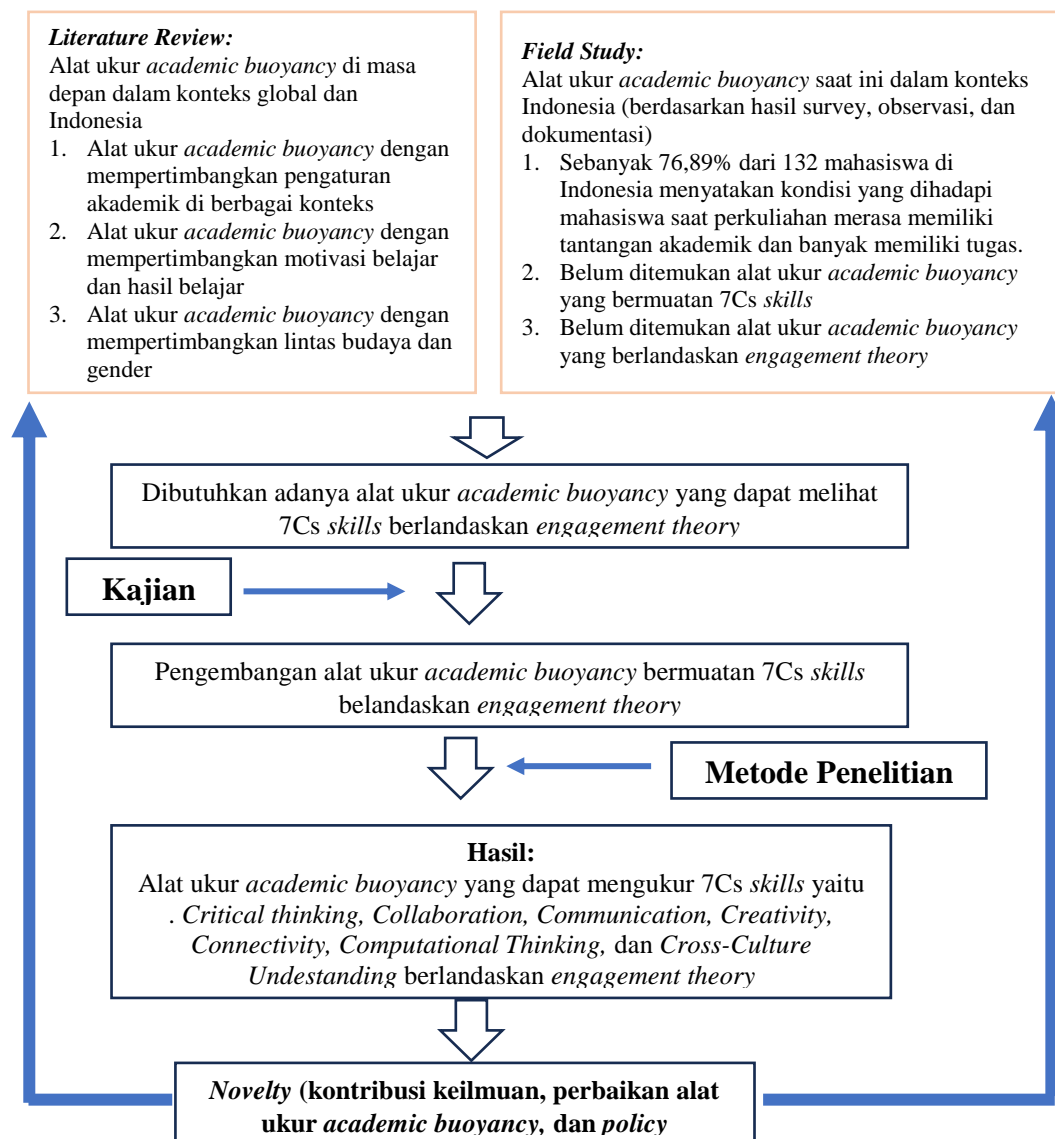 Literature Review:
Alat ukur academic buoyancy di masa
depan dalam konteks global dan
Indonesia
1. Alat ukur academic buoyancy dengan
mempertimbangkan pengaturan
akademik di berbagai konteks
2. Alat ukur academic buoyancy dengan
mempertimbangkan motivasi belajar
dan hasil belajar
3. Alat ukur academic buoyancy dengan
mempertimbangkan lintas budaya dan
gender
Field Study:
Alat ukur academic buoyancy saat ini dalam konteks
Indonesia (berdasarkan hasil survey, observasi, dan
dokumentasi)
1. Sebanyak 76,89% dari 132 mahasiswa di
Indonesia menyatakan kondisi yang dihadapi
mahasiswa saat perkuliahan merasa memiliki
tantangan akademik dan banyak memiliki tugas.
2. Belum ditemukan alat ukur academic buoyancy
yang bermuatan 7Cs skills
3. Belum ditemukan alat ukur academic buoyancy
yang berlandaskan engagement theory
Dibutuhkan adanya alat ukur academic buoyancy yang dapat melihat
7Cs skills berlandaskan engagement theory
Kajian
Pengembangan alat ukur academic buoyancy bermuatan 7Cs skills
belandaskan engagement theory
Metode Penelitian
Hasil:
Alat ukur academic buoyancy yang dapat mengukur 7Cs skills yaitu
. Critical thinking, Collaboration, Communication, Creativity,
Connectivity, Computational Thinking, dan Cross-Culture
Undestanding berlandaskan engagement theory
Novelty (kontribusi keilmuan, perbaikan alat
ukur academic buoyancy, dan policy